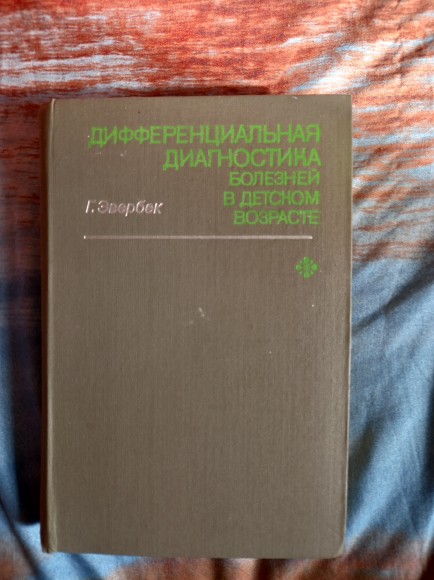 ДИФФЕРЕНЦИАЛЬНАЯ
ДИАГНОСТИКА
БОЛЕЗНЕЙ
Г. Эвербек
В ДЕТСКОМ
ВОЗРАСТЕ